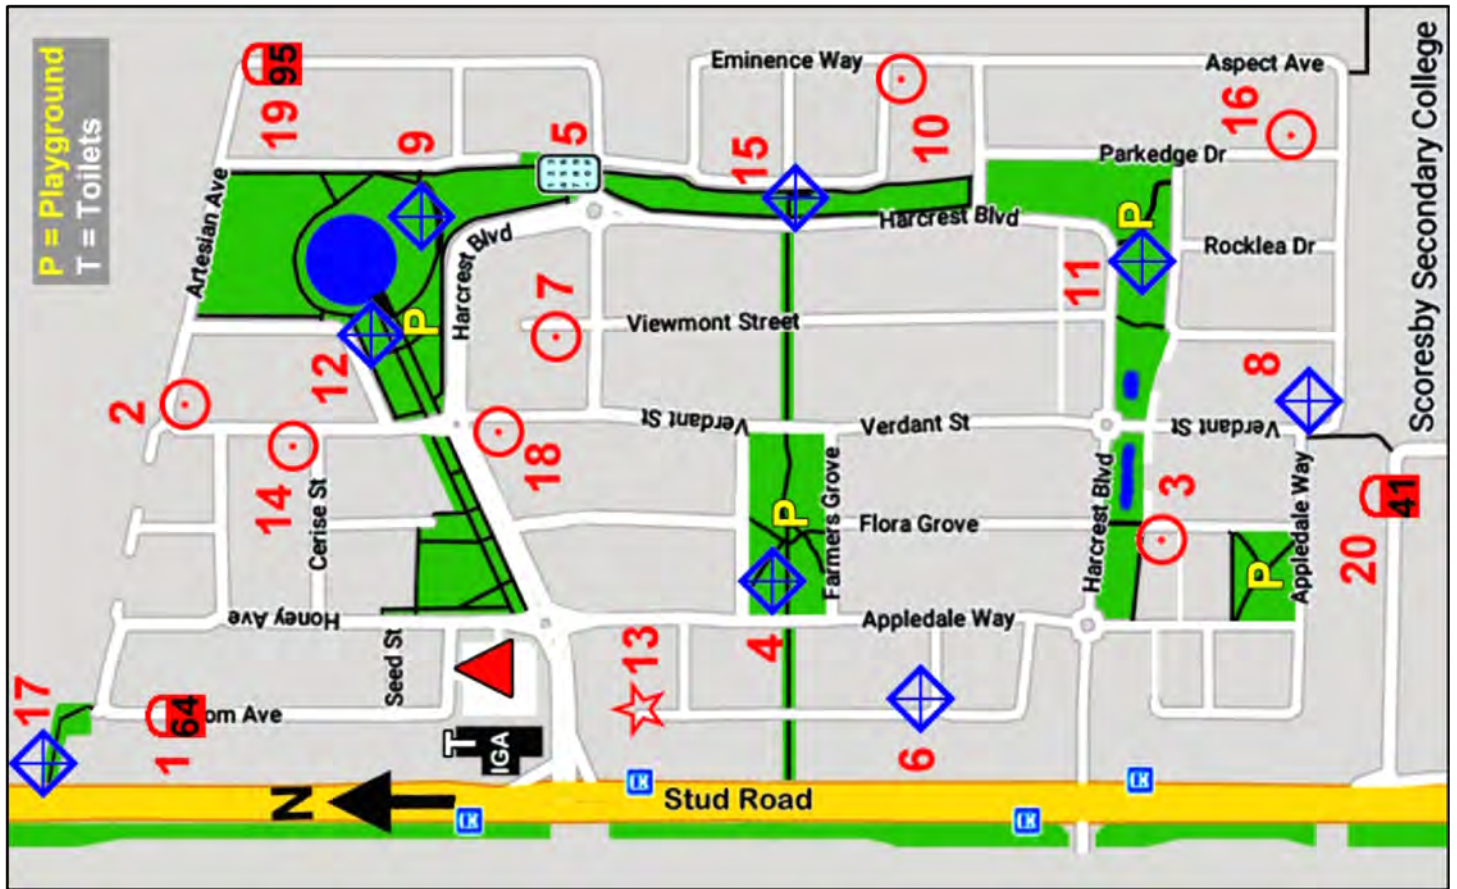 P = Playground
T = Toilets
95
19
9
5
Eminence Way
10
Aspect Ave
16
15
Parkedge Dr
Artesian Ave
P
Harcrest Blvd
Harcrest Blvd
Rocklea Dr
11
7
Viewmont Street
P
12
2
8
Verdant St
Verdant St
Verdant St
18
14
Cerise St
P
Farmers Grove
Flora Grove
Harcrest Blvd
3
Appledale Way
41
20
P
Honey Ave
Seed St
13
4
Appledale Way
17
64
om Ave
1
T
IGA
6
N
Stud Road
Scoresby Secondary College